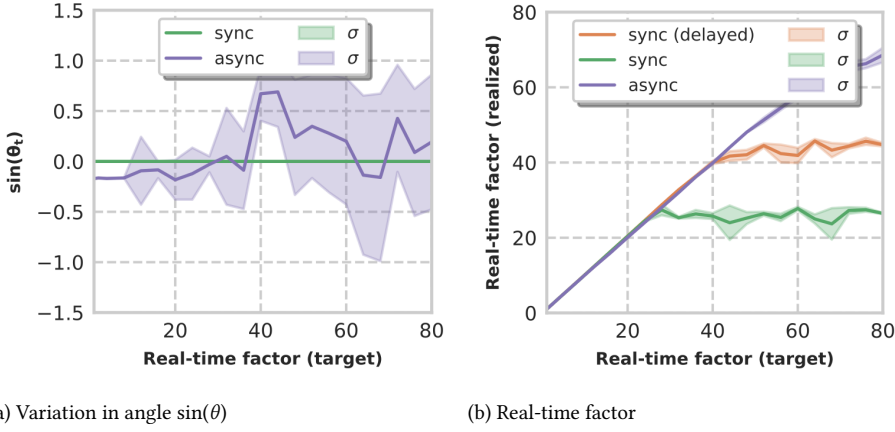 sync σ
async σ
1.5
1.0
0.5
0.0
−0.5
−1.0
−1.5
sin(θt)
20 40 60 80
Real-time factor (target)
a) Variation in angle sin(θ)
sync (delayed) σ
sync σ
async σ
80
60
40
20
0
Real-time factor (realized)
20 40 60 80
Real-time factor (target)
(b) Real-time factor